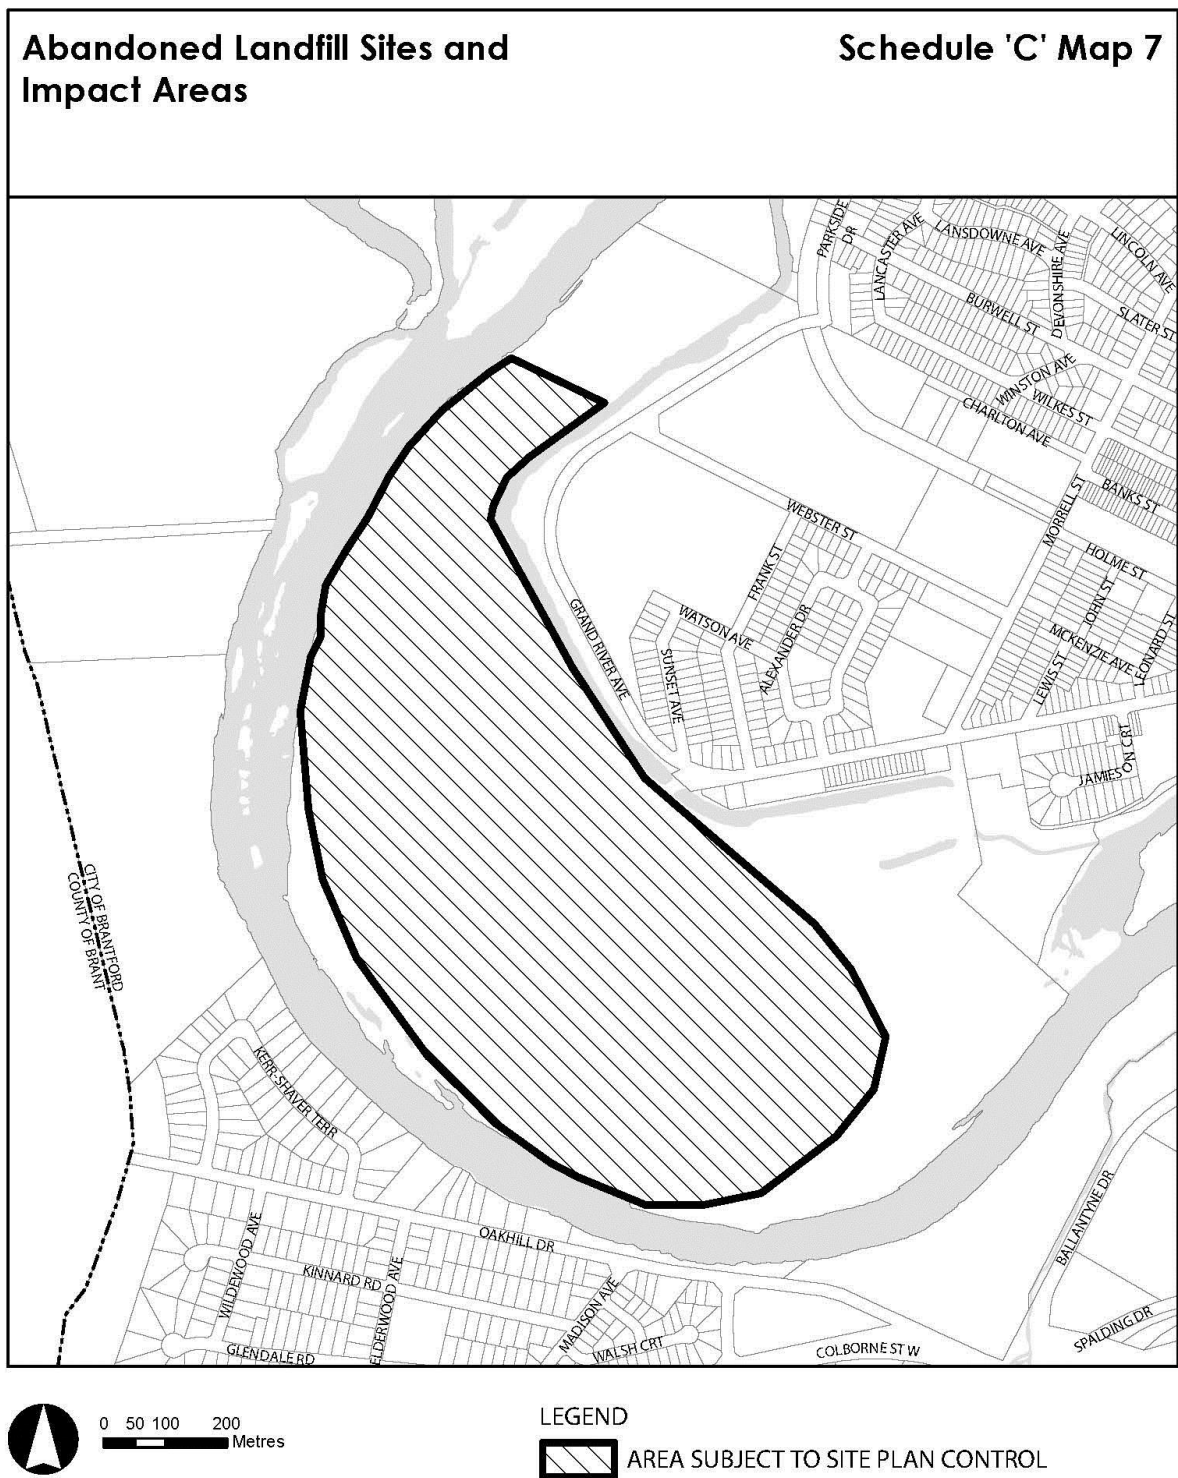 Abandoned Landfill Sites and
Impact Areas
Schedule 'C' Map 7
PARKSIDE
DR
LANCASTER AVE
LANSDOWNE AVE
DEVONSHIRE AVE
LINCOLN AVE
BURWELL ST
SLATER ST
WINSTON AVE
WILKES ST
CHARLTON AVE
BANKS ST
MORRELL ST
WEBSTER ST
HOLME ST
FRANK ST
JOHN ST
GRAND RIVER AVE
WATSON AVE
ALEXANDER DR
SUNSET AVE
MCKENZIE AVE
LEONARD ST
LEWIS ST
JAMIESON CRT
CITY OF BRANTFORD
COUNTY OF BRANT
KERR-SHAVER TERR
BALLANTYNE DR
OAKHILL DR
WILDEWOOD AVE
KINNARD RD
ELDERWOOD AVE
MADISON AVE
GLENDALE RD
WALSH CRT
COLBORNE ST W
SPALDING DR
0 50 100 200
Metres
LEGEND
AREA SUBJECT TO SITE PLAN CONTROL